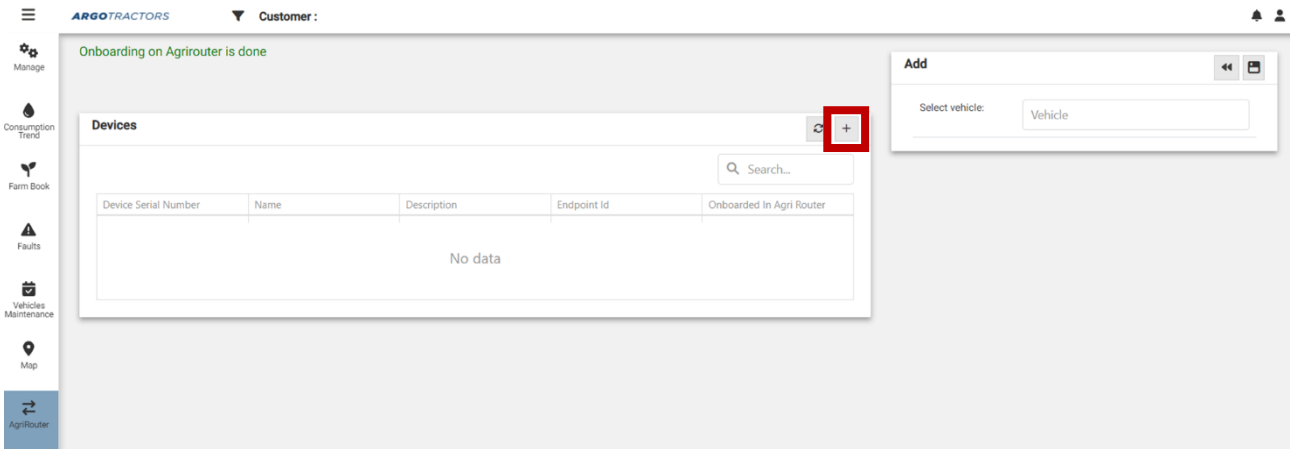 ARGOTRACTORS
Customer :
Manage
Consumption
Trend
Farm Book
Faults
Vehicles
Maintenance
Map
AgriRouter
Onboarding on Agrirouter is done
Devices
Search...
Device Serial Number Name Description Endpoint Id Onboarded In Agri Router
No data
Add
Select vehicle: Vehicle